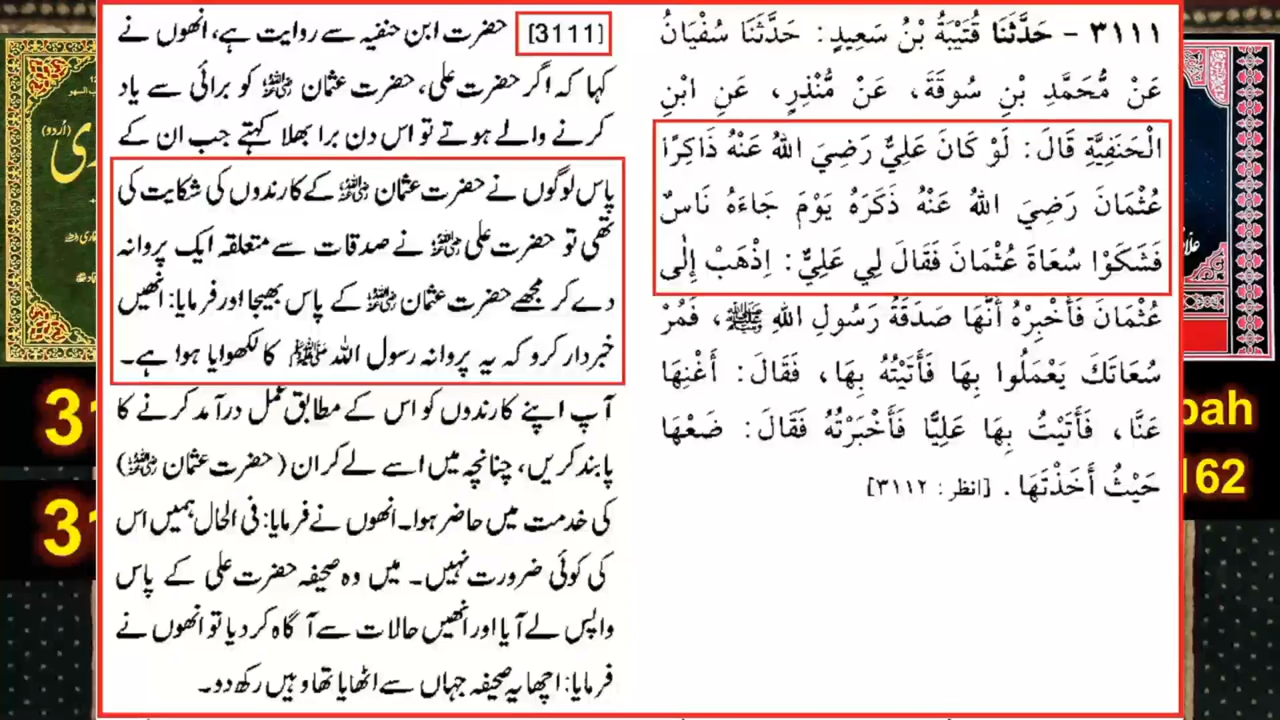 ۳۱۱۱ - حَدَّثَنَا قُتَيْبَةُ بْنُ سَعِيدٍ: حَدَّثَنَا سُفْيَانُ
عَنْ مُّحَمَّدِ بْنِ سُوقَةَ، عَنْ مُّنْذِرٍ، عَنِ ابْنِ
الْحَنَفِيَّةِ قَالَ: لَوْ كَانَ عَلِيٌّ رَضِيَ اللهُ عَنْهُ ذَاكِرًا
عُثْمَانَ رَضِيَ اللهُ عَنْهُ ذَكَرَهُ يَوْمَ جَاءَهُ نَاسٌ
فَشَكَوْا سُعَاةَ عُثْمَانَ فَقَالَ لِي عَلِيٌّ: اِذْهَبْ إِلٰى
عُثْمَانَ فَأَخْبِرْهُ أَنَّهَا صَدَقَةُ رَسُولِ اللهِ ﷺ، فَمُرْ
سُعَاتَكَ يَعْمَلُوا بِهَا فَأَتَيْتُهُ بِهَا، فَقَالَ: أَغْنِهَا
عَنَّا، فَأَتَيْتُ بِهَا عَلِيًّا فَأَخْبَرْتُهُ فَقَالَ: ضَعْهَا
حَيْثُ أَخَذْتَهَا. [انظر: ۳۱۱۲]
[3111] حضرت ابن حنفیہ سے روایت ہے، انھوں نے
کہا کہ اگر حضرت علی، حضرت عثمان ؓ کو برائی سے یاد
کرنے والے ہوتے تو اس دن برا بھلا کہتے جب ان کے
پاس لوگوں نے حضرت عثمان ؓ کے کارندوں کی شکایت کی
تھی تو حضرت علی ؓ نے صدقات سے متعلقہ ایک پروانہ
دے کر مجھے حضرت عثمان ؓ کے پاس بھیجا اور فرمایا: انھیں
خبردار کرو کہ یہ پروانہ رسول اللہ ﷺ کا لکھوایا ہوا ہے۔
آپ اپنے کارندوں کو اس کے مطابق عمل درآمد کرنے کا
پابند کریں، چنانچہ میں اسے لے کر ان (حضرت عثمان ؓ)
کی خدمت میں حاضر ہوا۔ انھوں نے فرمایا: فی الحال ہمیں اس
کی کوئی ضرورت نہیں۔ میں وہ صحیفہ حضرت علی کے پاس
واپس لے آیا اور انھیں حالات سے آگاہ کر دیا تو انھوں نے
فرمایا: اچھا یہ صحیفہ جہاں سے اٹھایا تھا وہیں رکھ دو۔
(اُردو)
bah
162